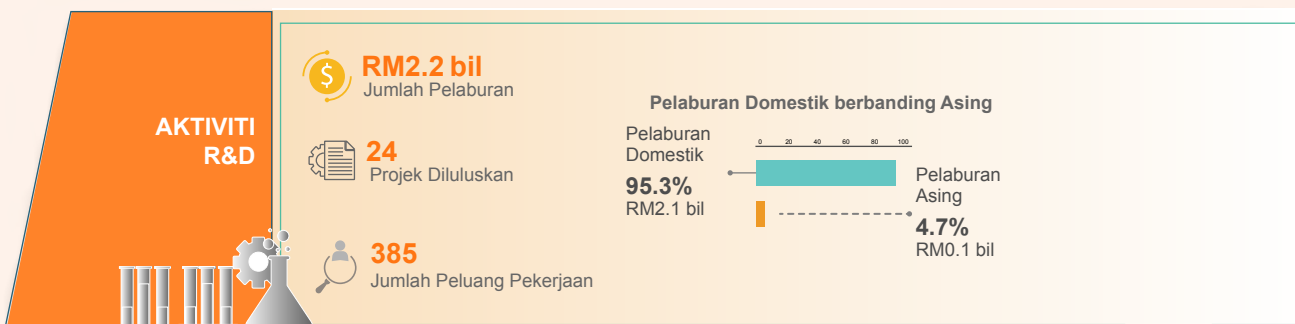 AKTIVITI
R&D
RM2.2 bil
Jumlah Pelaburan
24
Projek Diluluskan
385
Jumlah Peluang Pekerjaan
Pelaburan Domestik berbanding Asing
Pelaburan
Domestik
95.3%
RM2.1 bil
0 20 40 60 80 100
Pelaburan
Asing
4.7%
RM0.1 bil